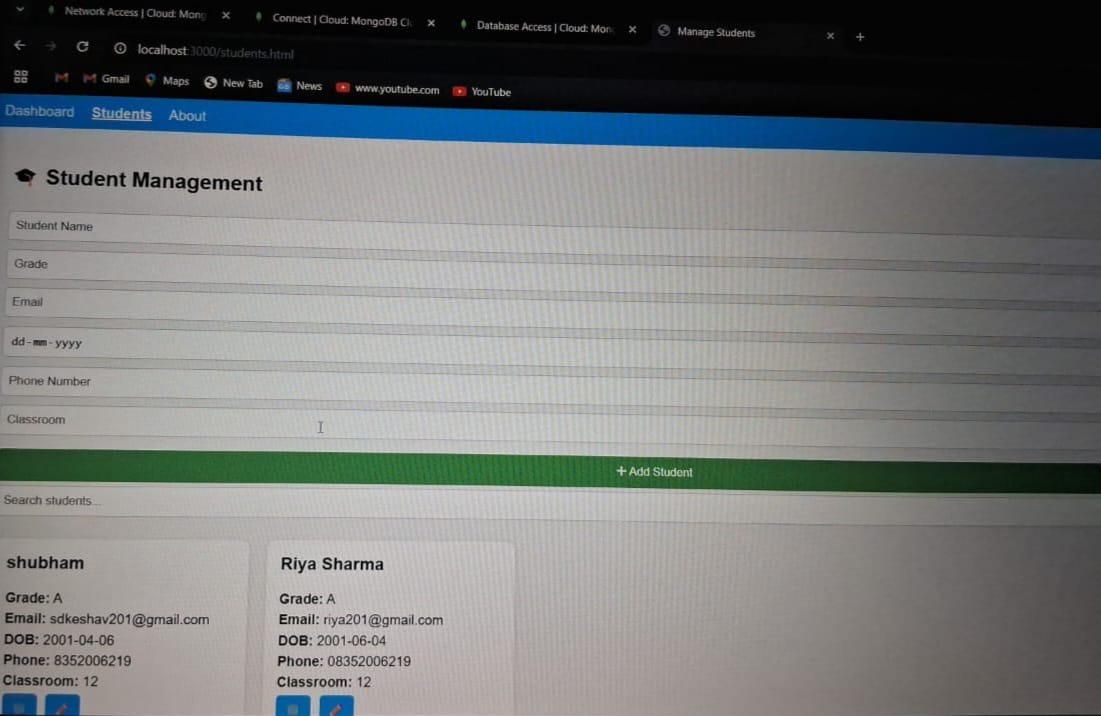 Network Access | Cloud: Mong
Connect | Cloud: MongoDB Cl
Database Access | Cloud: Mon
Manage Students
localhost:3000/students.html
Gmail Maps New Tab News www.youtube.com YouTube
Dashboard Students About
Student Management
Student Name
Grade
Email
dd-mm-yyyy
Phone Number
Classroom
+ Add Student
Search students...
shubham
Grade: A
Email: sdkeshav201@gmail.com
DOB: 2001-04-06
Phone: 8352006219
Classroom: 12
Riya Sharma
Grade: A
Email: riya201@gmail.com
DOB: 2001-06-04
Phone: 08352006219
Classroom: 12